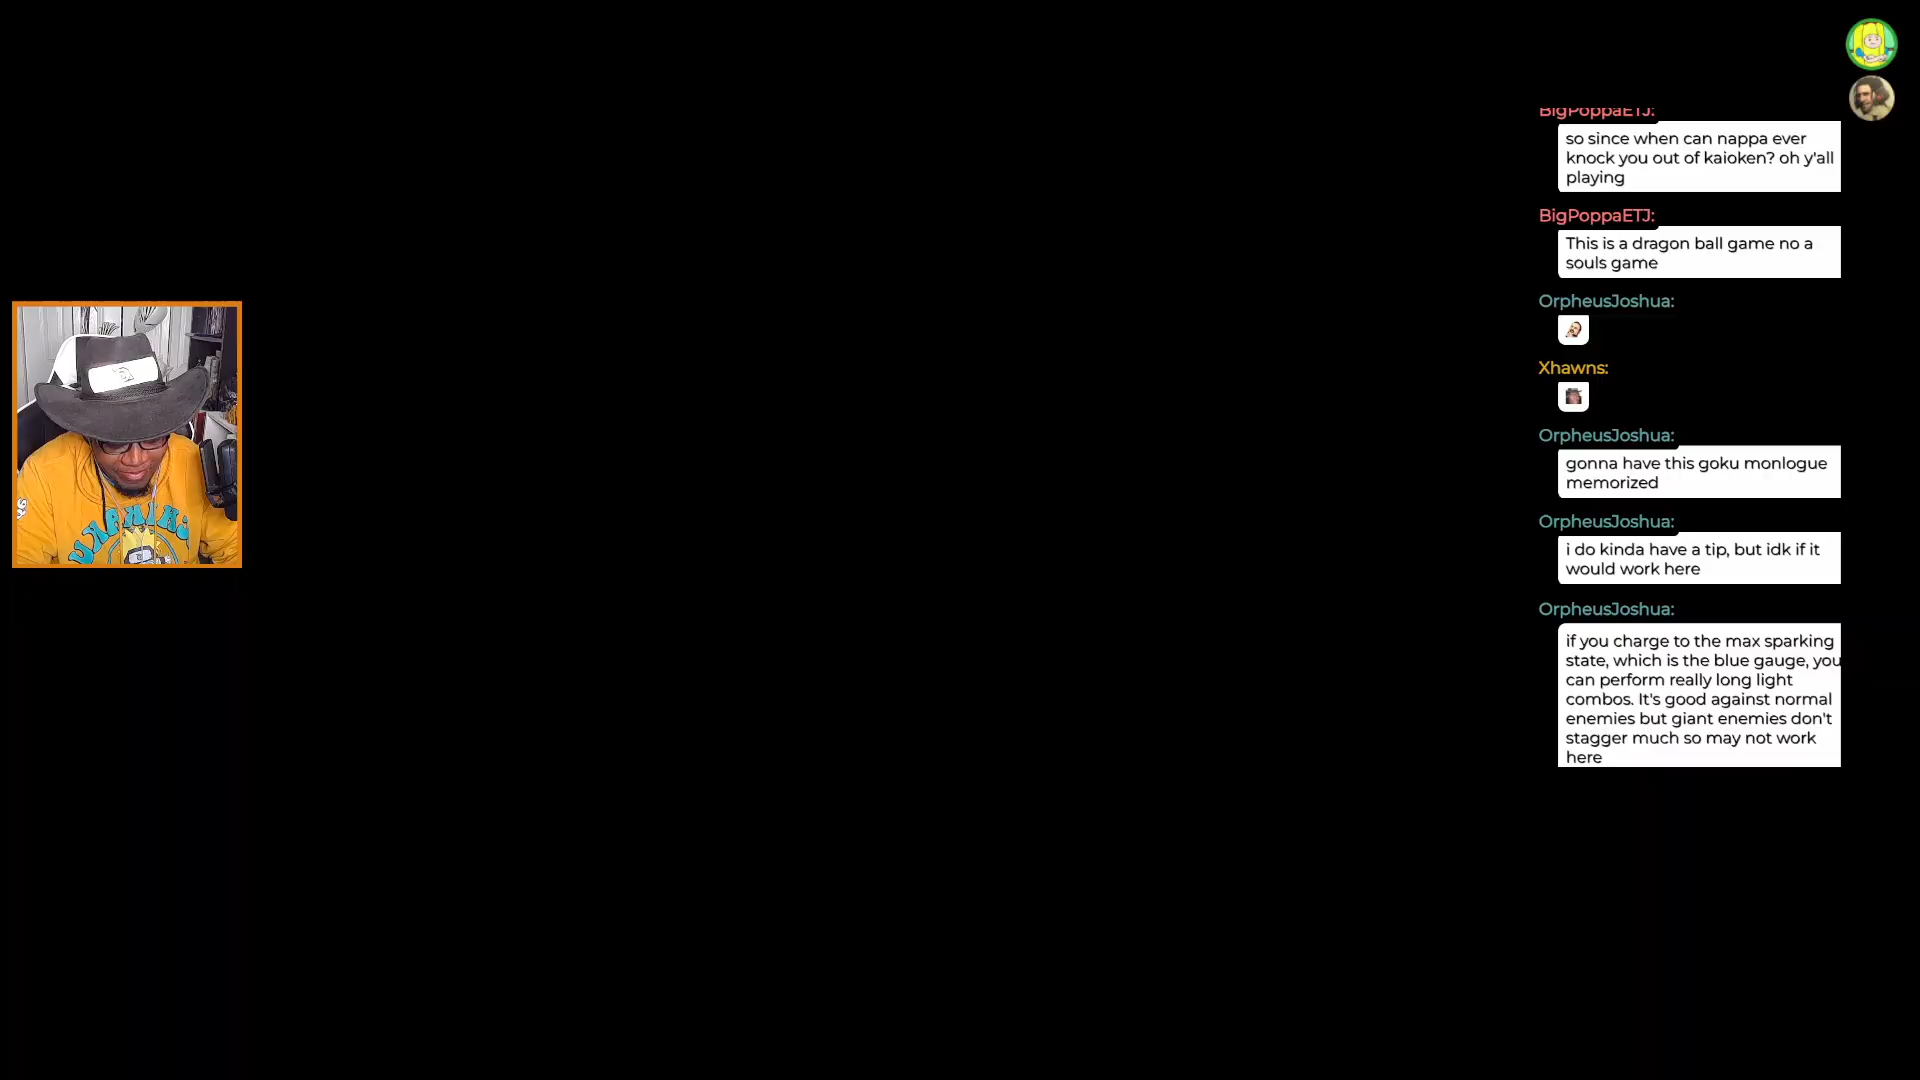 BigPoppaETJ:
so since when can nappa ever
knock you out of kaioken? oh y'all
playing
BigPoppaETJ:
This is a dragon ball game no a
souls game
OrpheusJoshua:
Xhawns:
OrpheusJoshua:
gonna have this goku monlogue
memorized
OrpheusJoshua:
i do kinda have a tip, but idk if it
would work here
OrpheusJoshua:
if you charge to the max sparking
state, which is the blue gauge, you
can perform really long light
combos. It's good against normal
enemies but giant enemies don't
stagger much so may not work
here